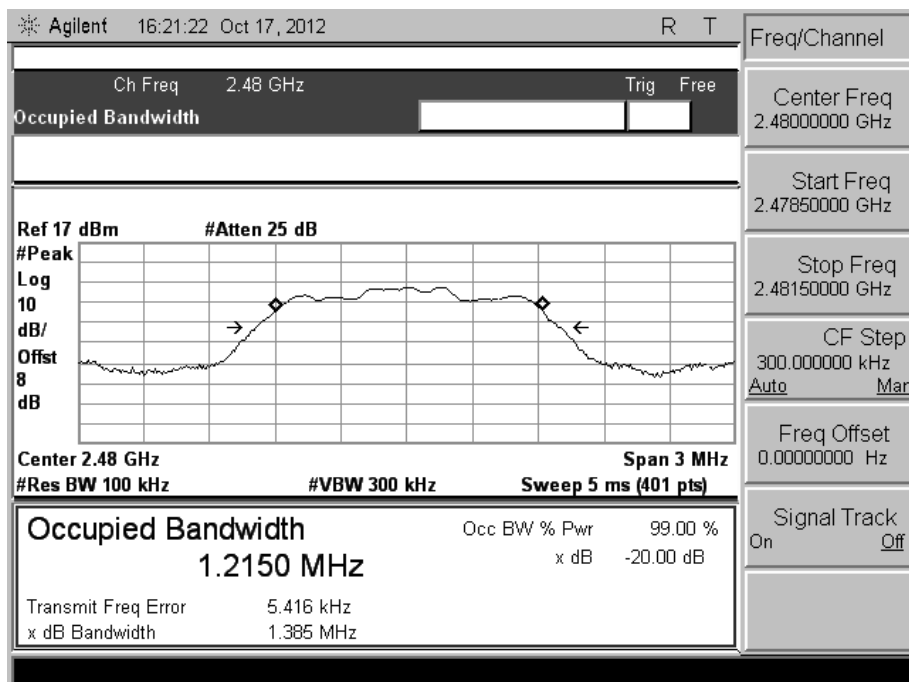 Agilent 16:21:22 Oct 17, 2012 R T
Ch Freq 2.48 GHz Trig Free
Occupied Bandwidth
Ref 17 dBm #Atten 25 dB
#Peak
Log
10
dB/
Offst
8
dB
Center 2.48 GHz Span 3 MHz
#Res BW 100 kHz #VBW 300 kHz Sweep 5 ms (401 pts)
Occupied Bandwidth
1.2150 MHz
Occ BW % Pwr 99.00 %
x dB -20.00 dB
Transmit Freq Error 5.416 kHz
x dB Bandwidth 1.385 MHz
Freq/Channel
Center Freq
2.48000000 GHz
Start Freq
2.47850000 GHz
Stop Freq
2.48150000 GHz
CF Step
300.000000 kHz
Auto Man
Freq Offset
0.00000000 Hz
Signal Track
On Off